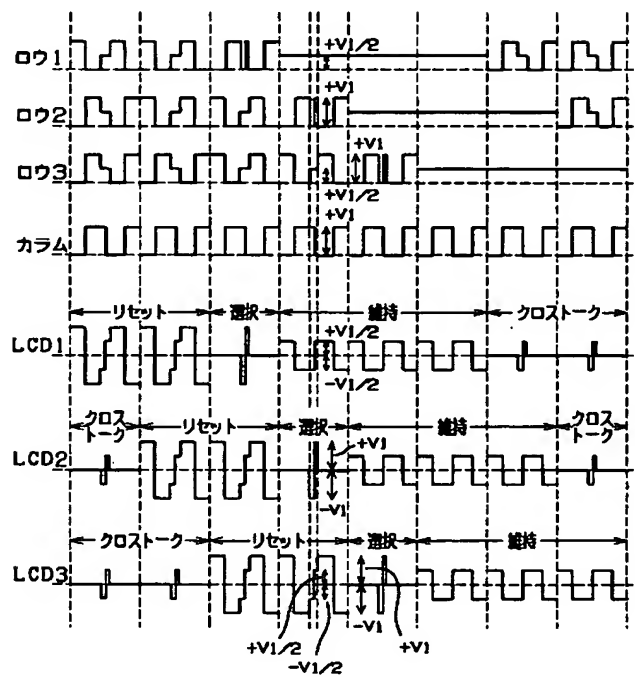 ロウ1
+V1/2
+V1
ロウ2
+V1
ロウ3
+V1/2
+V1
カラム
リセット 選択 維持 クロストーク
LCD1
+V1/2
-V1/2
クロストーク リセット 選択 維持 クロストーク
LCD2
+V1
-V1
クロストーク リセット 選択 維持
LCD3
-V1
+V1/2
-V1/2
+V1